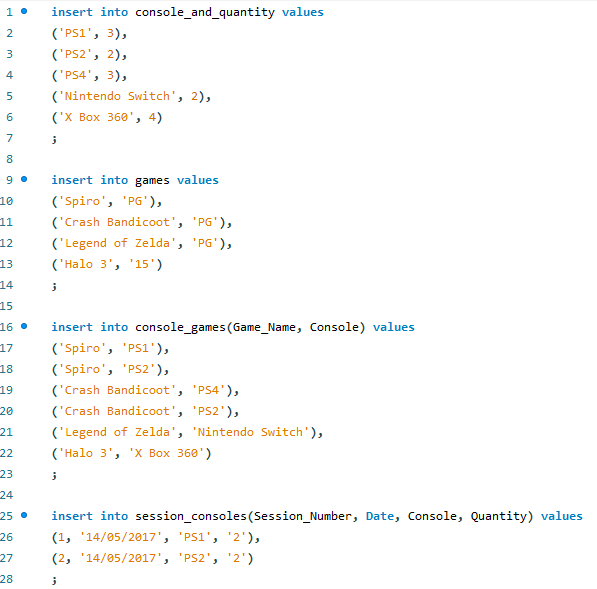 1 insert into console_and_quantity values
2 ('PS1', 3),
3 ('PS2', 2),
4 ('PS4', 3),
5 ('Nintendo Switch', 2),
6 ('X Box 360', 4)
7 ;
8
9 insert into games values
10 ('Spiro', 'PG'),
11 ('Crash Bandicoot', 'PG'),
12 ('Legend of Zelda', 'PG'),
13 ('Halo 3', '15')
14 ;
15
16 insert into console_games(Game_Name, Console) values
17 ('Spiro', 'PS1'),
18 ('Spiro', 'PS2'),
19 ('Crash Bandicoot', 'PS4'),
20 ('Crash Bandicoot', 'PS2'),
21 ('Legend of Zelda', 'Nintendo Switch'),
22 ('Halo 3', 'X Box 360')
23 ;
24
25 insert into session_consoles(Session_Number, Date, Console, Quantity) values
26 (1, '14/05/2017', 'PS1', '2'),
27 (2, '14/05/2017', 'PS2', '2')
28 ;